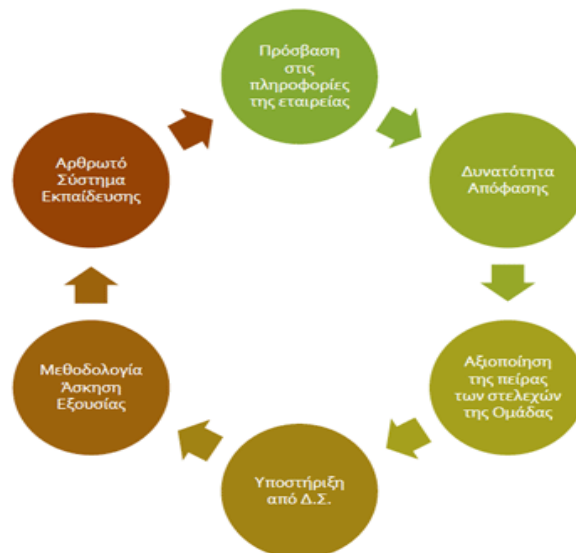 Πρόσβαση
στις
πληροφορίες
της εταιρείας
Δυνατότητα
Απόφασης
Αξιοποίηση
της πείρας
των στελεχών
της Ομάδας
Υποστήριξη
από Δ.Σ.
Μεθοδολογία
Άσκηση
Εξουσίας
Αρθρωτό
Σύστημα
Εκπαίδευσης